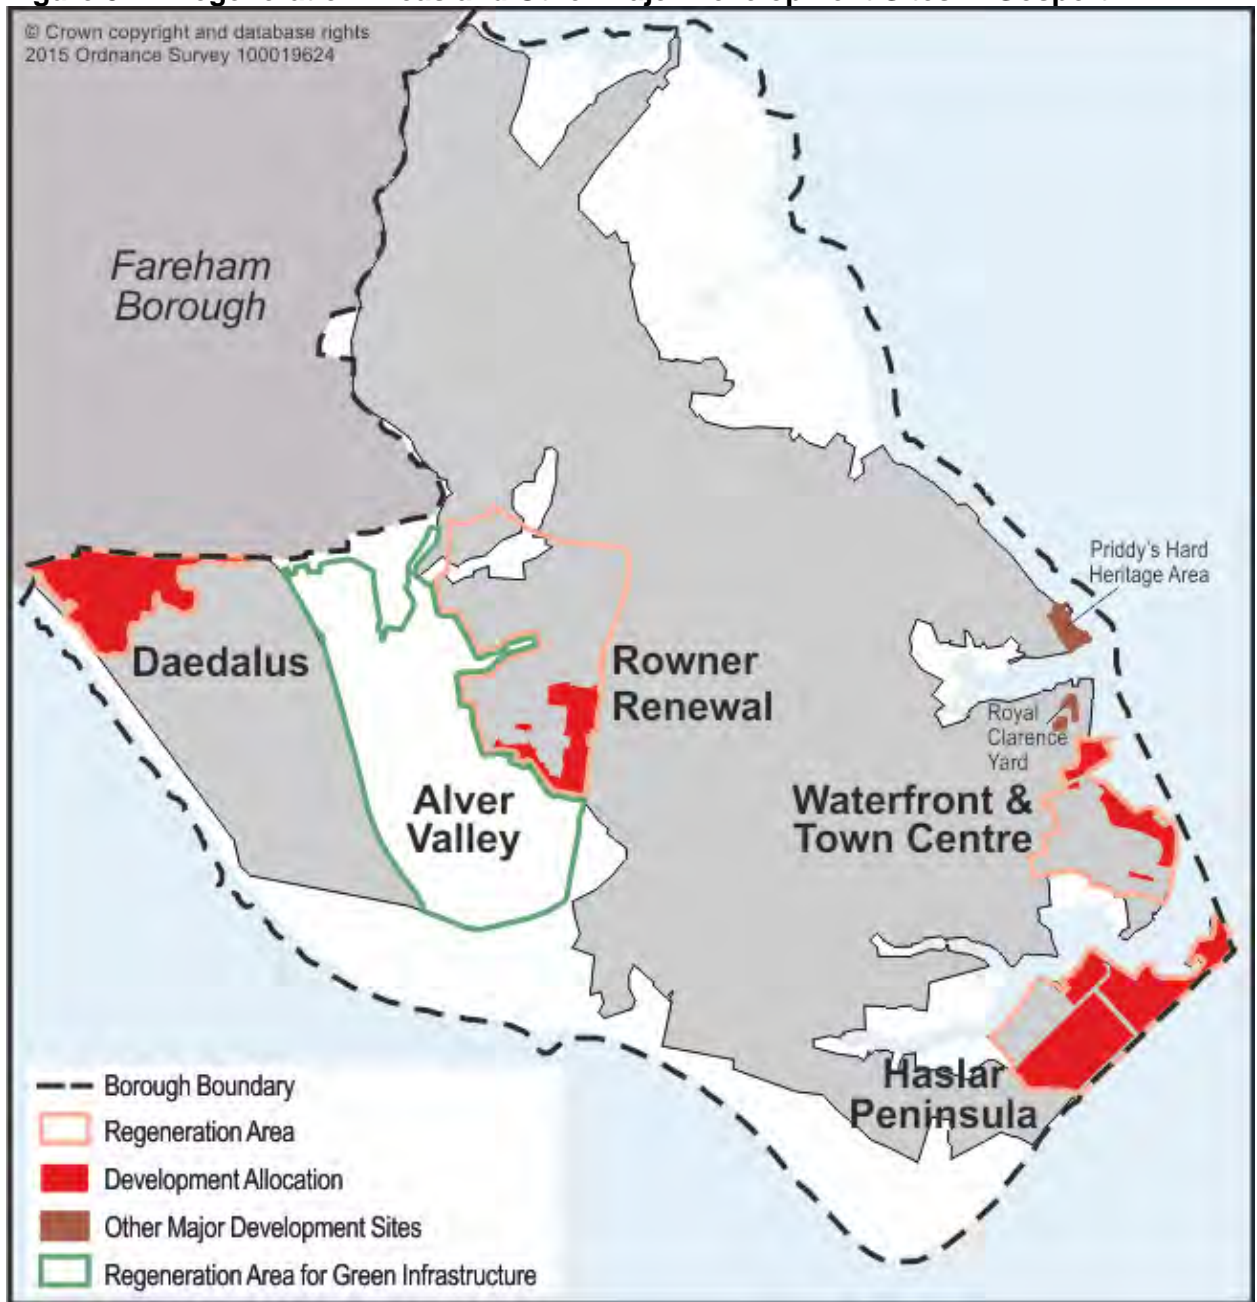 © Crown copyright and database rights
2015 Ordnance Survey 100019624
Fareham
Borough
Priddy's Hard
Heritage Area
Daedalus
Rowner
Renewal
Royal
Clarence
Yard
Alver
Valley
Waterfront &
Town Centre
Haslar
Peninsula
Borough Boundary
Regeneration Area
Development Allocation
Other Major Development Sites
Regeneration Area for Green Infrastructure